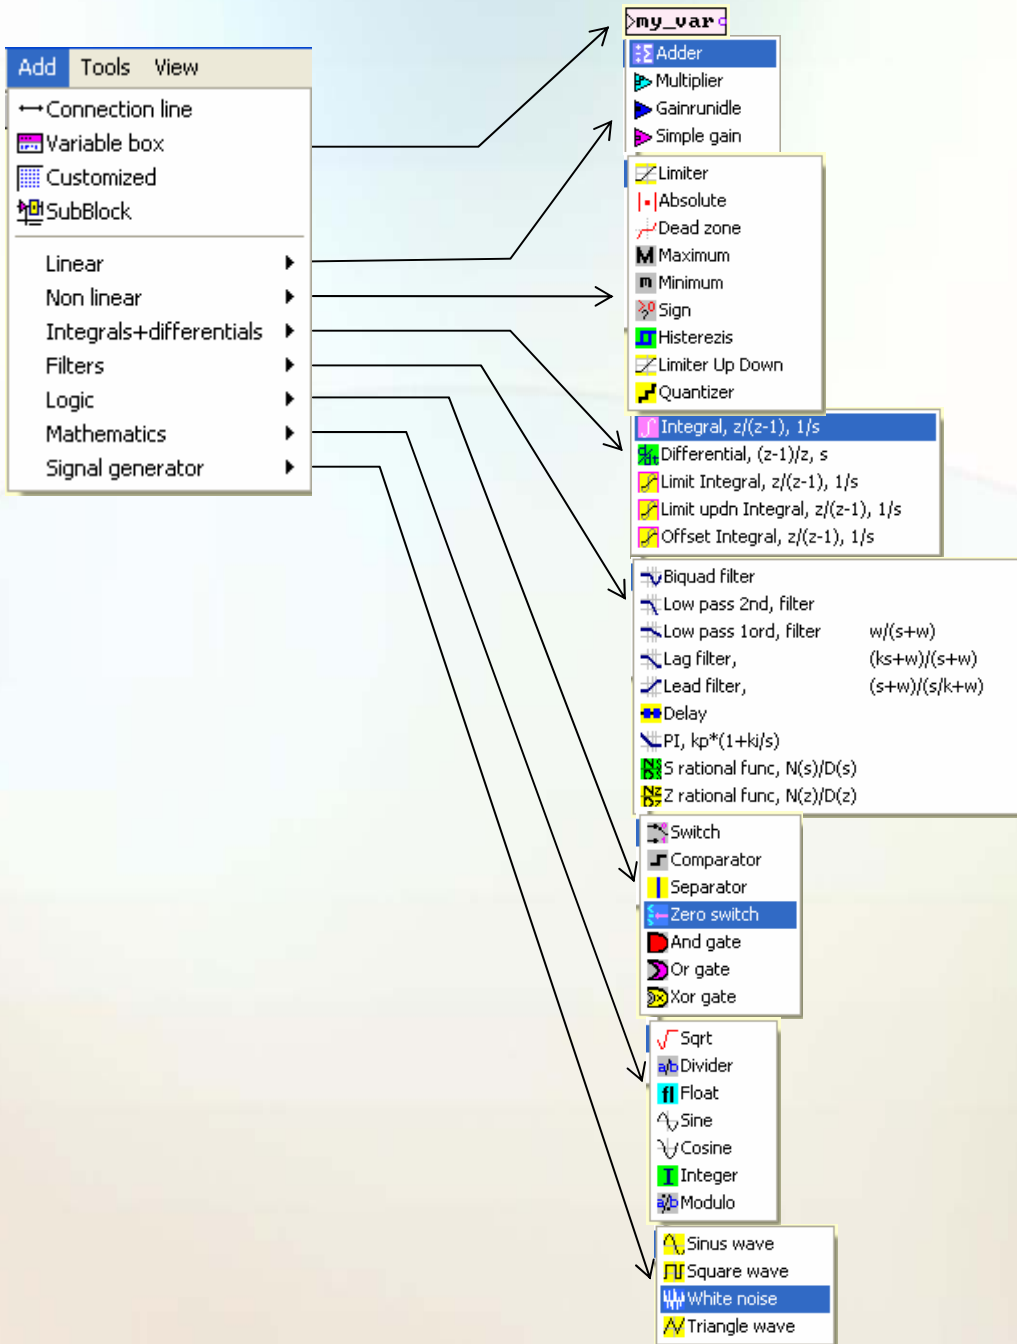 Add Tools View
Connection line
Variable box
Customized
SubBlock
Linear
Non linear
Integrals+differentials
Filters
Logic
Mathematics
Signal generator
my_var
Adder
Multiplier
Gainrunidle
Simple gain
Limiter
Absolute
Dead zone
Maximum
Minimum
Sign
Histerezis
Limiter Up Down
Quantizer
Integral, z/(z-1), 1/s
Differential, (z-1)/z, s
Limit Integral, z/(z-1), 1/s
Limit updn Integral, z/(z-1), 1/s
Offset Integral, z/(z-1), 1/s
Biquad filter
Low pass 2nd, filter
Low pass 1ord, filter w/(s+w)
Lag filter, (ks+w)/(s+w)
Lead filter, (s+w)/(s/k+w)
Delay
PI, kp*(1+ki/s)
S rational func, N(s)/D(s)
Z rational func, N(z)/D(z)
Switch
Comparator
Separator
Zero switch
And gate
Or gate
Xor gate
Sqrt
a/b Divider
fl Float
Sine
Cosine
I Integer
Modulo
Sinus wave
Square wave
White noise
Triangle wave